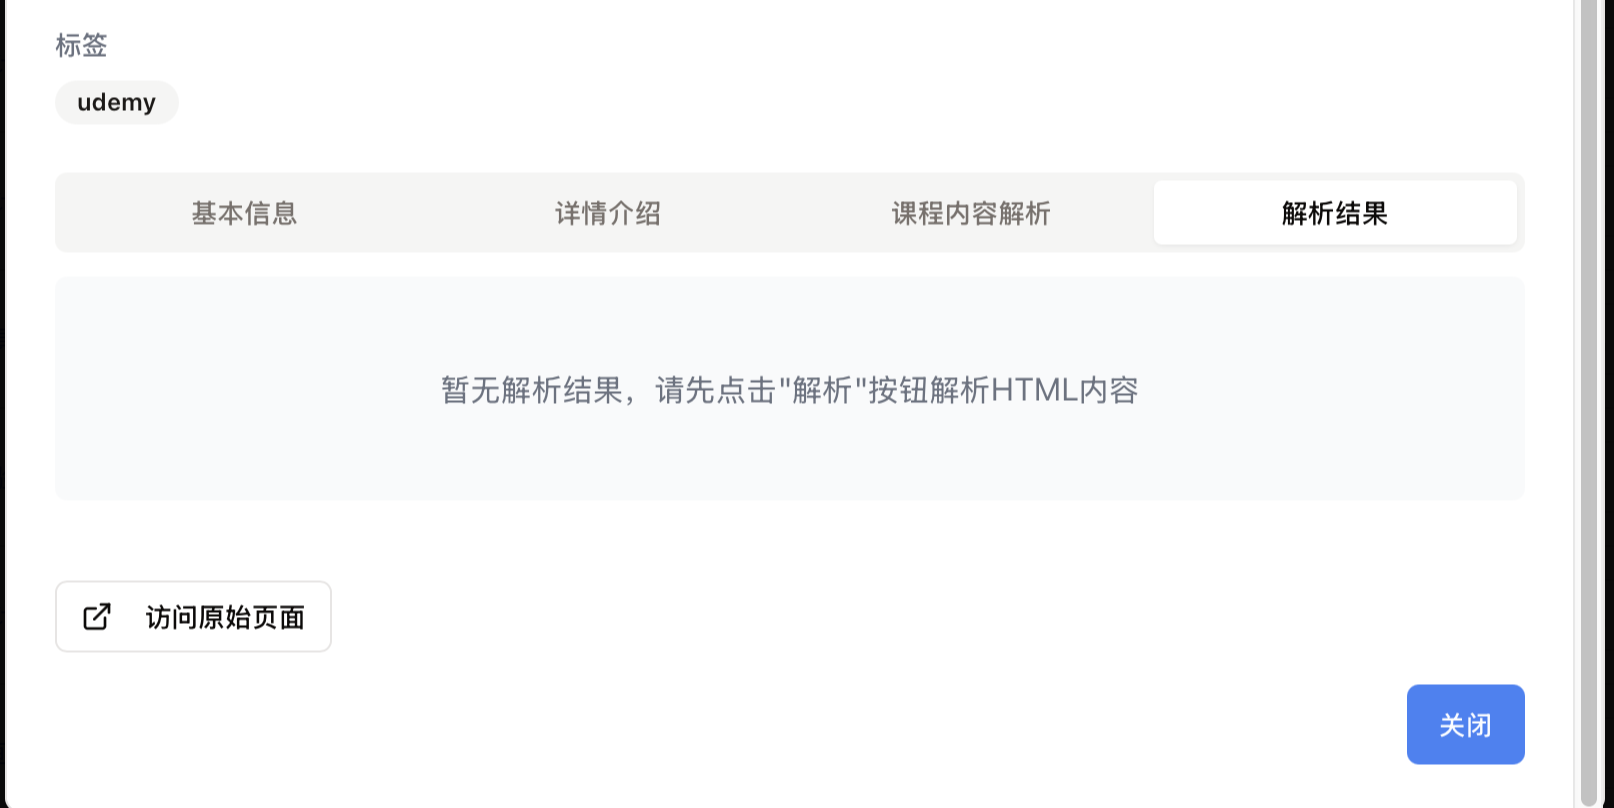 标签
udemy
基本信息
详情介绍
课程内容解析
解析结果
暂无解析结果，请先点击"解析"按钮解析HTML内容
访问原始页面
关闭